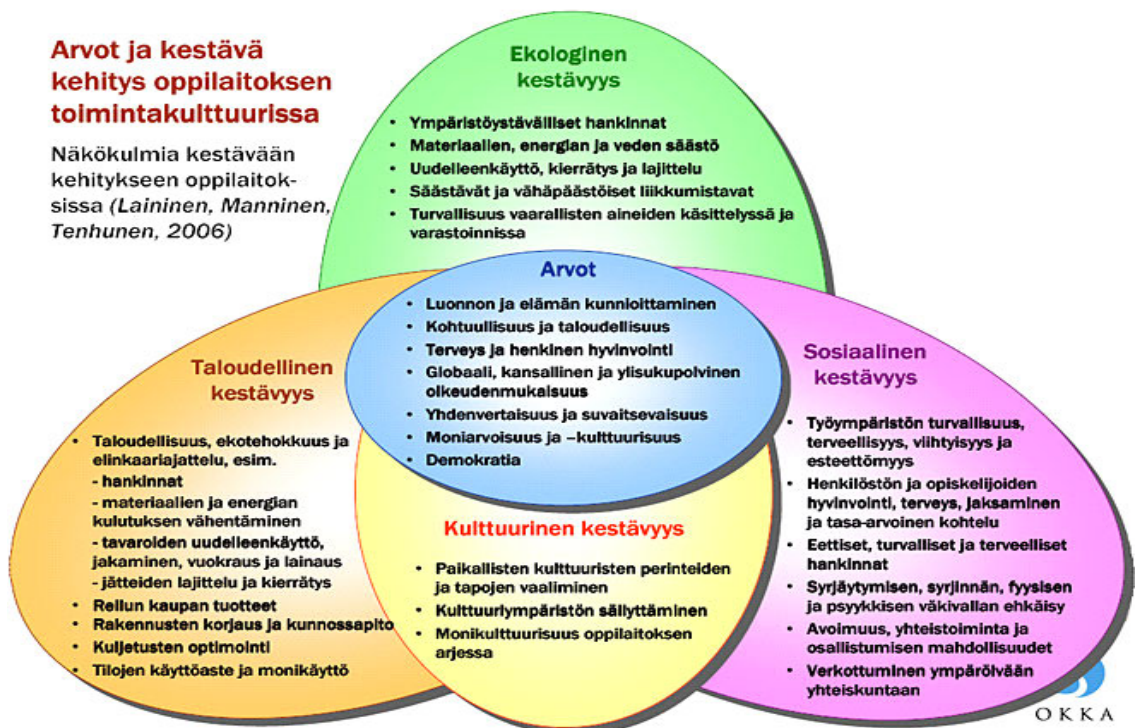 Arvot ja kestävä
kehitys oppilaitoksen
toimintakulttuurissa
Näkökulmia kestävään
kehitykseen oppilaitok-
sissa (Laininen, Manninen,
Tenhunen, 2006)
Ekologinen
kestävyys
• Ympäristöystävälliset hankinnat
• Materiaalien, energian ja veden säästö
• Uudelleenkäyttö, kierrätys ja lajittelu
• Säästävät ja vähäpäästöiset liikkumistavat
• Turvallisuus vaarallisten aineiden käsittelyssä ja
varastoinnissa
Arvot
• Luonnon ja elämän kunnioittaminen
• Kohtuullisuus ja taloudellisuus
• Terveys ja henkinen hyvinvointi
• Globaali, kansallinen ja ylisukupolvinen
oikeudenmukaisuus
• Yhdenvertaisuus ja suvaitsevaisuus
• Moniarvoisuus ja –kulttuurisuus
• Demokratia
Taloudellinen
kestävyys
• Taloudellisuus, ekotehokkuus ja
elinkaariajattelu, esim.
- hankinnat
- materiaalien ja energian
kulutuksen vähentäminen
- tavaroiden uudelleenkäyttö,
jakaminen, vuokraus ja lainaus
- jätteiden lajittelu ja kierrätys
• Reilun kaupan tuotteet
• Rakennusten korjaus ja kunnossapito
• Kuljetusten optimointi
• Tilojen käyttöaste ja monikäyttö
Kulttuurinen kestävyys
• Paikallisten kulttuuristen perinteiden
ja tapojen vaaliminen
• Kulttuuriympäristön säilyttäminen
• Monikulttuurisuus oppilaitoksen
arjessa
Sosiaalinen
kestävyys
• Työympäristön turvallisuus,
terveellisyys, viihtyisyys ja
esteettömyys
• Henkilöstön ja opiskelijoiden
hyvinvointi, terveys, jaksaminen
ja tasa-arvoinen kohtelu
• Eettiset, turvalliset ja terveelliset
hankinnat
• Syrjäytymisen, syrjinnän, fyysisen
ja psyykkisen väkivallan ehkäisy
• Avoimuus, yhteistoiminta ja
osallistumisen mahdollisuudet
• Verkottuminen ympäröivään
yhteiskuntaan
OKKA